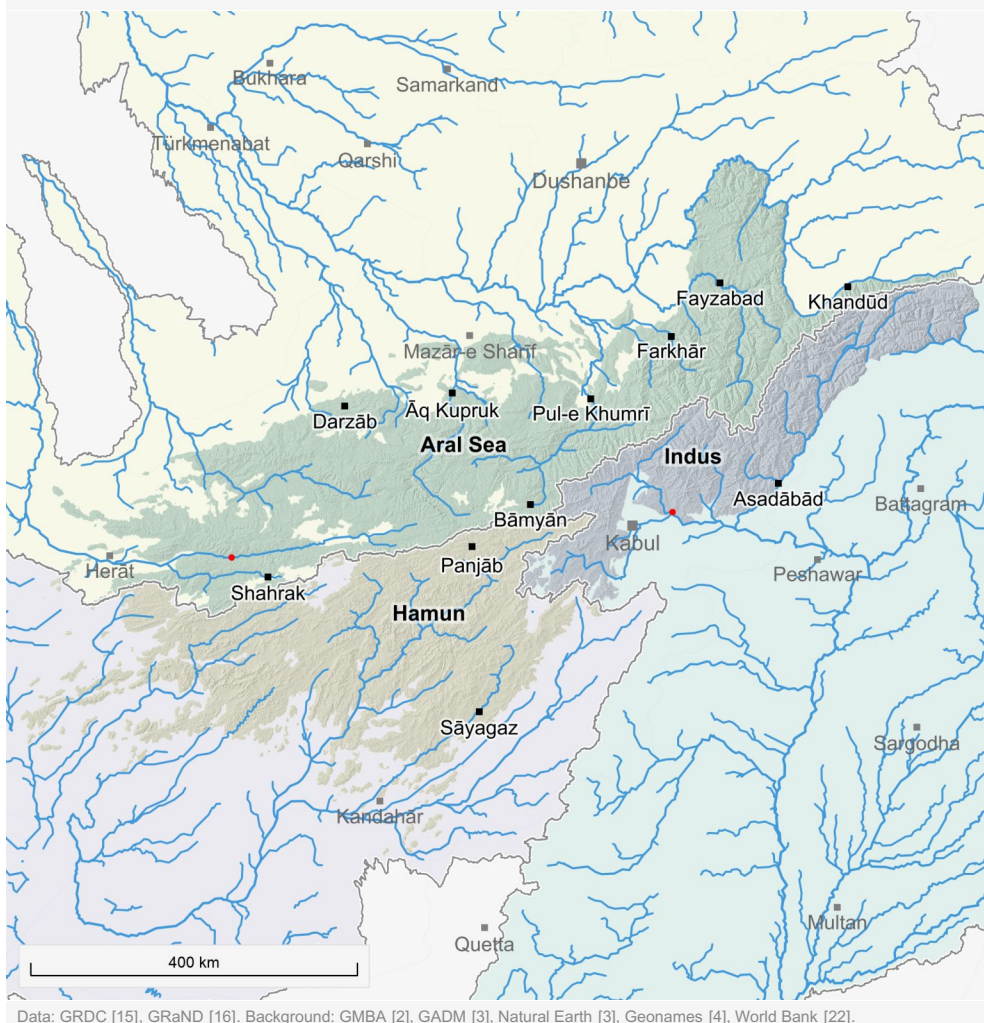 Bukhara
Samarkand
Türkmenabat
Qarshi
Dushanbe
Fayzabad
Khandūd
Farkhār
Mazār-e Sharīf
Darzāb
Āq Kupruk
Pul-e Khumrī
Aral Sea
Indus
Asadābād
Battagram
Bāmyān
Kabul
Herāt
Panjāb
Peshawar
Shahrak
Hamun
Sāyagaz
Sargodha
Kandahār
Multan
Quetta
400 km
Data: GRDC [15], GRanD [16]. Background: GMBA [2], GADM [3], Natural Earth [3], Geonames [4], World Bank [22].